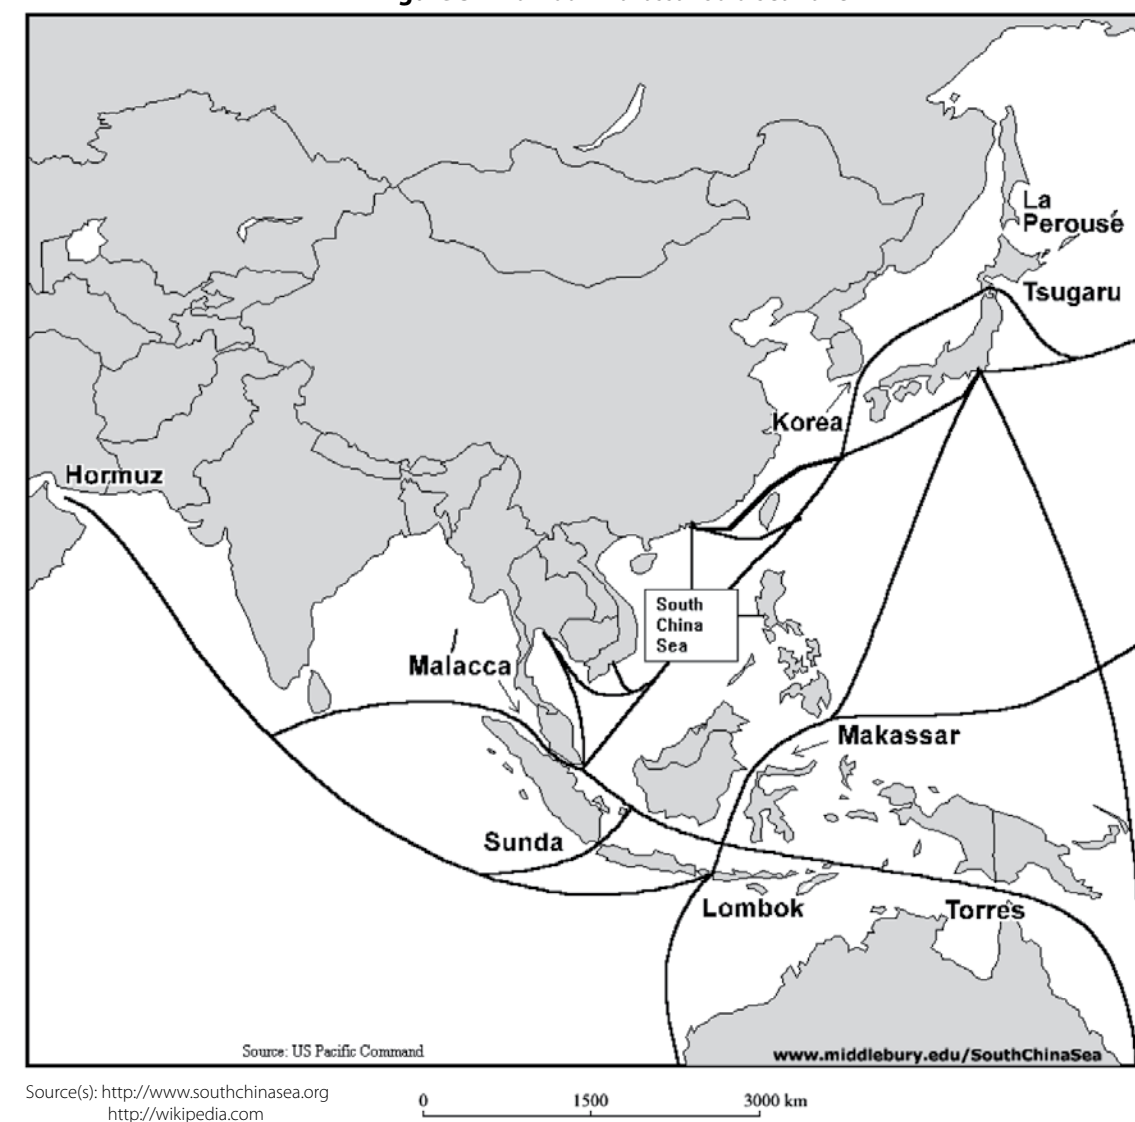 La
Perouse
Tsugaru
Korea
Hormuz
South
China
Sea
Malacca
Makassar
Sunda
Lombok
Torres
Source: US Pacific Command
www.middlebury.edu/SouthChinaSea
Source(s): http://www.southchinasea.org
http://wikipedia.com
0 1500 3000 km